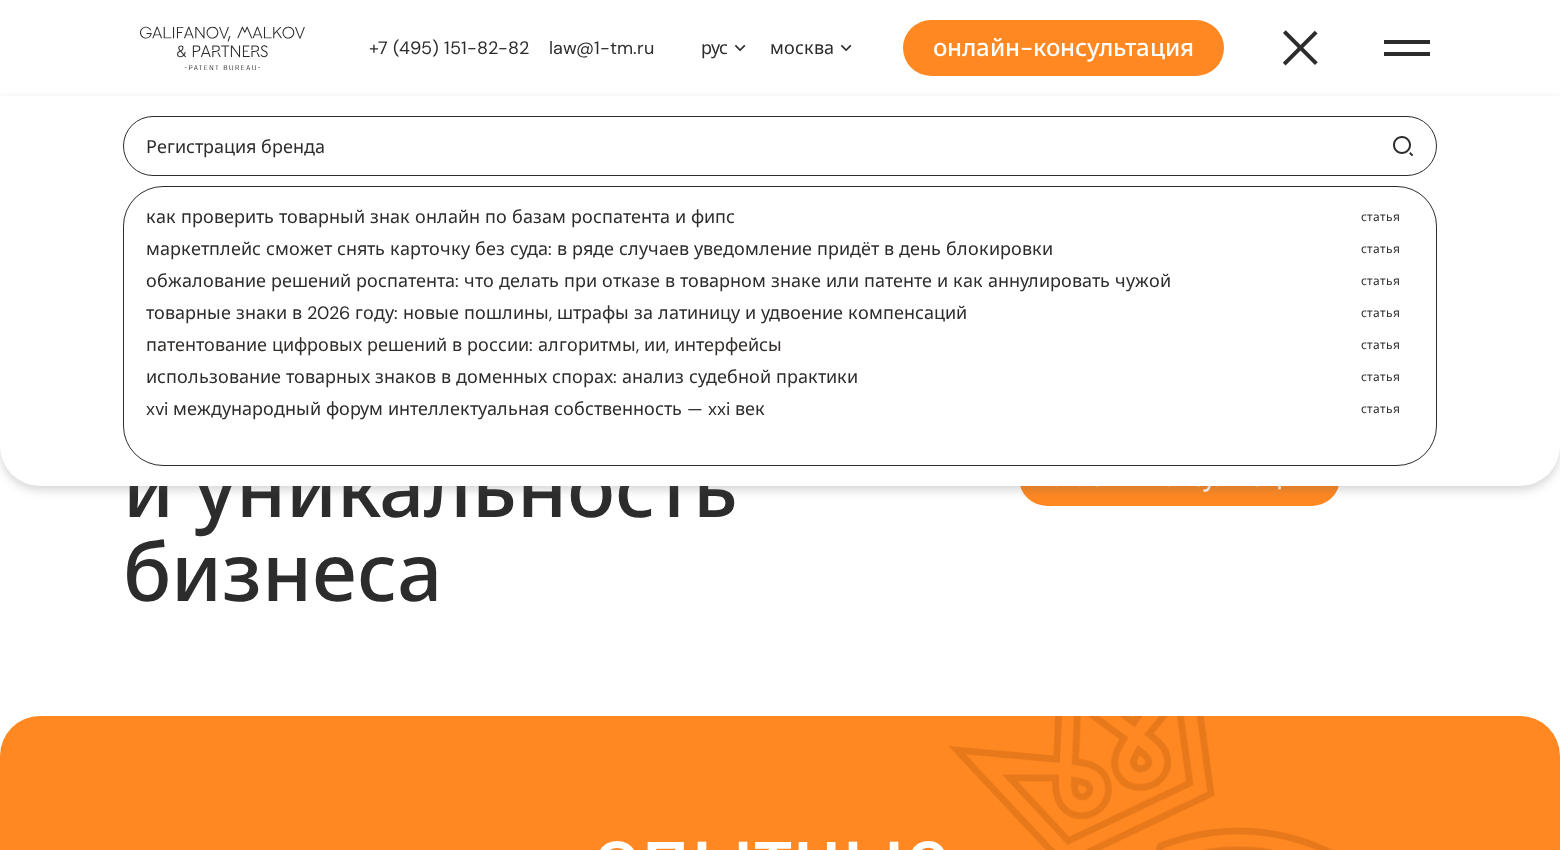 GALIFANOV, MALKOV
& PARTNERS
-PATENT BUREAU-
+7 (495) 151-82-82
law@1-tm.ru
рус
москва
онлайн-консультация
Регистрация бренда
как проверить товарный знак онлайн по базам роспатента и фипс статья
маркетплейс сможет снять карточку без суда: в ряде случаев уведомление придёт в день блокировки статья
обжалование решений роспатента: что делать при отказе в товарном знаке или патенте и как аннулировать чужой статья
товарные знаки в 2026 году: новые пошлины, штрафы за латиницу и удвоение компенсаций статья
патентование цифровых решений в россии: алгоритмы, ии, интерфейсы статья
использование товарных знаков в доменных спорах: анализ судебной практики статья
xvi международный форум интеллектуальная собственность — xxi век статья
и уникальность
бизнеса
опытные